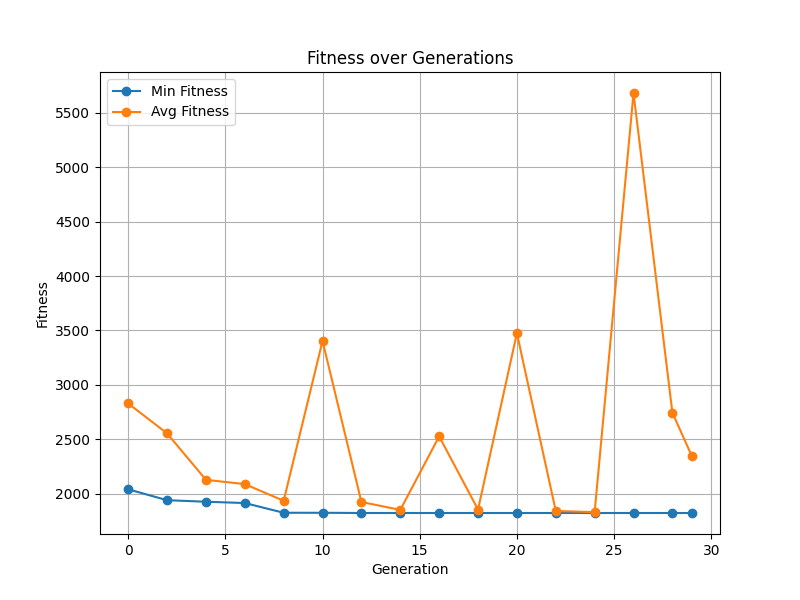 Fitness over Generations
Min Fitness
Avg Fitness
5500
5000
4500
4000
3500
3000
2500
2000
Fitness
0 5 10 15 20 25 30
Generation